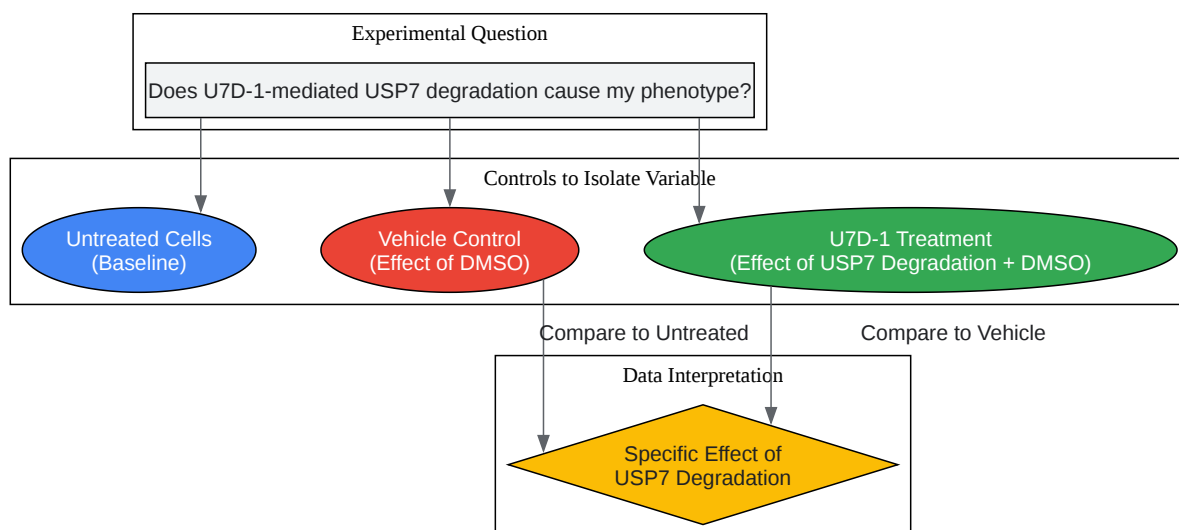 Experimental Question
Does U7D-1-mediated USP7 degradation cause my phenotype?
Controls to Isolate Variable
Untreated Cells
(Baseline)
Vehicle Control
(Effect of DMSO)
U7D-1 Treatment
(Effect of USP7 Degradation + DMSO)
Compare to Untreated
Compare to Vehicle
Data Interpretation
Specific Effect of
USP7 Degradation